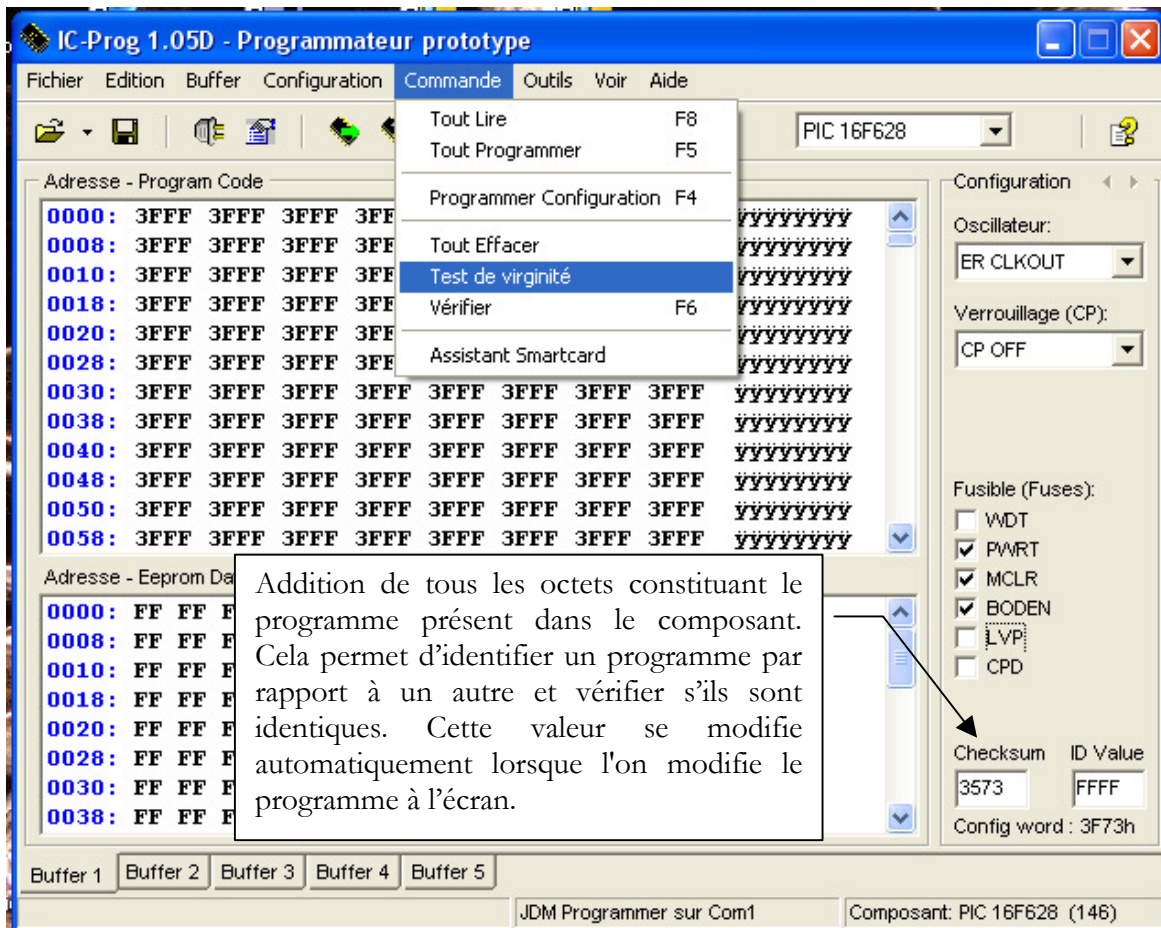 IC-Prog 1.05D - Programmateur prototype
Fichier Edition Buffer Configuration Commande Outils Voir Aide
PIC 16F628
Tout Lire F8
Tout Programmer F5
Programmer Configuration F4
Tout Effacer
Test de virginité
Vérifier F6
Assistant Smartcard
Adresse - Program Code
0000: 3FFF 3FFF 3FFF 3FF ÿÿÿÿÿÿÿÿ
0008: 3FFF 3FFF 3FFF 3FF ÿÿÿÿÿÿÿÿ
0010: 3FFF 3FFF 3FFF 3FF ÿÿÿÿÿÿÿÿ
0018: 3FFF 3FFF 3FFF 3FF ÿÿÿÿÿÿÿÿ
0020: 3FFF 3FFF 3FFF 3FF ÿÿÿÿÿÿÿÿ
0028: 3FFF 3FFF 3FFF 3FF ÿÿÿÿÿÿÿÿ
0030: 3FFF 3FFF 3FFF 3FFF 3FFF 3FFF 3FFF 3FFF ÿÿÿÿÿÿÿÿ
0038: 3FFF 3FFF 3FFF 3FFF 3FFF 3FFF 3FFF 3FFF ÿÿÿÿÿÿÿÿ
0040: 3FFF 3FFF 3FFF 3FFF 3FFF 3FFF 3FFF 3FFF ÿÿÿÿÿÿÿÿ
0048: 3FFF 3FFF 3FFF 3FFF 3FFF 3FFF 3FFF 3FFF ÿÿÿÿÿÿÿÿ
0050: 3FFF 3FFF 3FFF 3FFF 3FFF 3FFF 3FFF 3FFF ÿÿÿÿÿÿÿÿ
0058: 3FFF 3FFF 3FFF 3FFF 3FFF 3FFF 3FFF 3FFF ÿÿÿÿÿÿÿÿ
Adresse - Eeprom Da
0000: FF FF F
0008: FF FF F
0010: FF FF F
0018: FF FF F
0020: FF FF F
0028: FF FF F
0030: FF FF F
0038: FF FF F
Addition de tous les octets constituant le
programme présent dans le composant.
Cela permet d'identifier un programme par
rapport à un autre et vérifier s'ils sont
identiques. Cette valeur se modifie
automatiquement lorsque l'on modifie le
programme à l'écran.
Configuration
Oscillateur:
ER CLKOUT
Verrouillage (CP):
CP OFF
Fusible (Fuses):
WDT
PWRT
MCLR
BODEN
LVP
CPD
Checksum ID Value
3573 FFFF
Config word : 3F73h
Buffer 1 Buffer 2 Buffer 3 Buffer 4 Buffer 5
JDM Programmer sur Com1 Composant: PIC 16F628 (146)